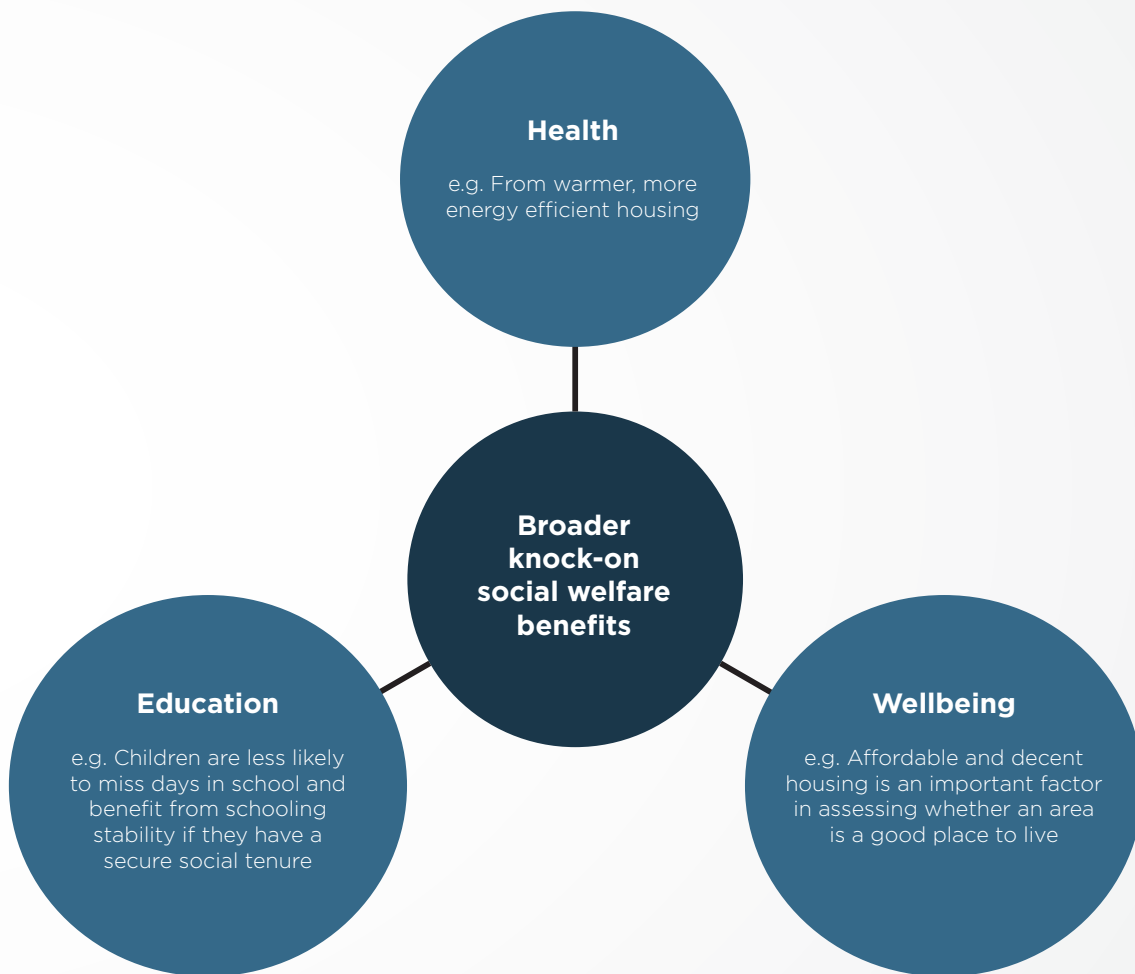 Health
e.g. From warmer, more
energy efficient housing
Broader
knock-on
social welfare
benefits
Education
e.g. Children are less likely
to miss days in school and
benefit from schooling
stability if they have a
secure social tenure
Wellbeing
e.g. Affordable and decent
housing is an important factor
in assessing whether an area
is a good place to live